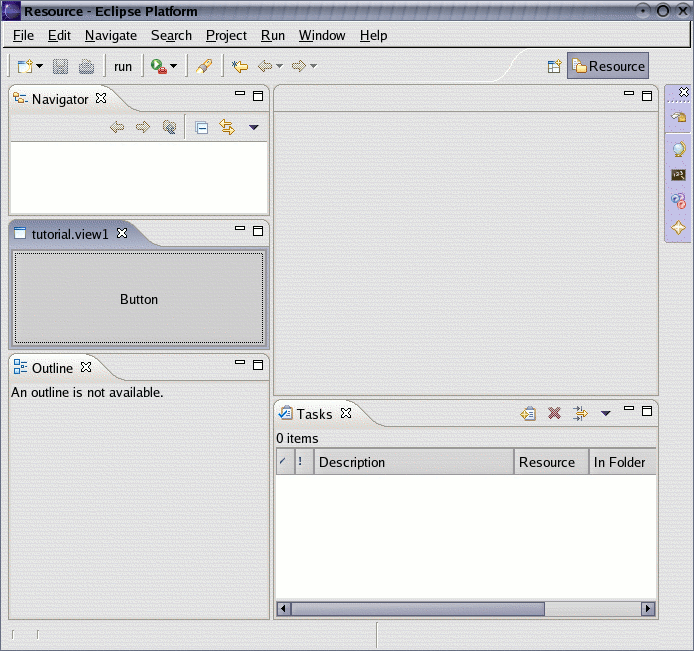 Resource - Eclipse Platform
File Edit Navigate Search Project Run Window Help
run
Resource
Navigator
tutorial.view1
Button
Outline
An outline is not available.
Tasks
0 items
! Description Resource In Folder